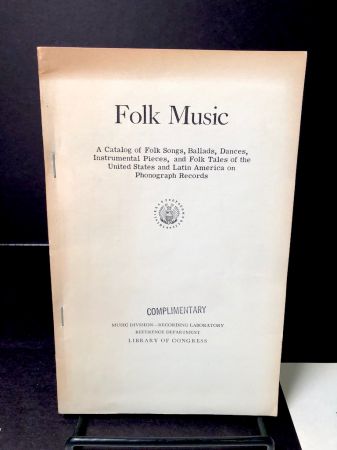 Folk Music
A Catalog of Folk Songs, Ballads, Dances,
Instrumental Pieces, and Folk Tales of the
United States and Latin America on
Phonograph Records
COMPLIMENTARY
MUSIC DIVISION—RECORDING LABORATORY
REFERENCE DEPARTMENT
LIBRARY OF CONGRESS